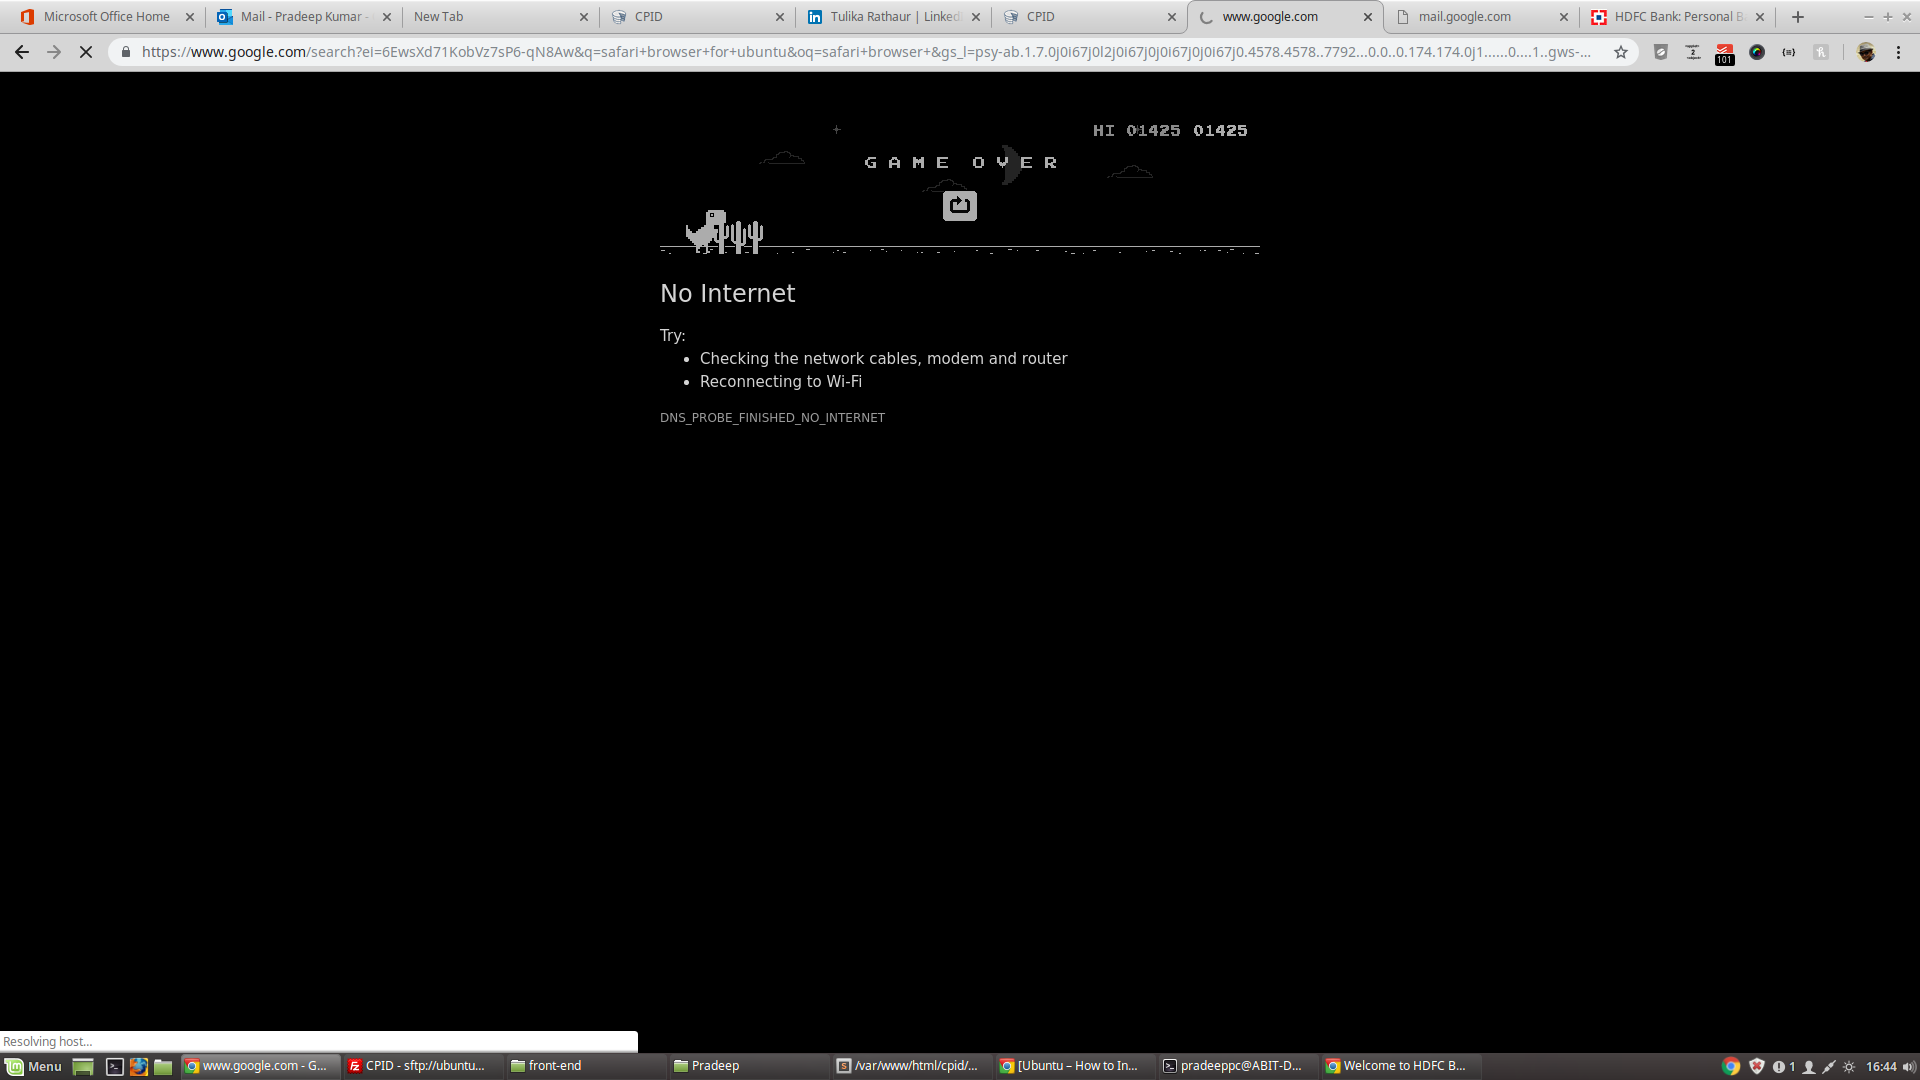 Microsoft Office Home
Mail - Pradeep Kumar -
New Tab
CPID
Tulika Rathaur | Linked
CPID
www.google.com
mail.google.com
HDFC Bank: Personal B
https://www.google.com/search?ei=6EwsXd71KobVz7sP6-qN8Aw&q=safari+browser+for+ubuntu&oq=safari+browser+&gs_l=psy-ab.1.7.0j0i67j0l2j0i67j0j0i67j0j0i67j0.4578.4578..7792...0.0..0.174.174.0j1......0....1..gws-...
101
HI 01425 01425
GAME OVER
No Internet
Try:
• Checking the network cables, modem and router
• Reconnecting to Wi-Fi
DNS_PROBE_FINISHED_NO_INTERNET
Resolving host...
Menu
www.google.com - G...
CPID - sftp://ubuntu...
front-end
Pradeep
/var/www/html/cpid/...
[Ubuntu – How to In...
pradeeppc@ABIT-D...
Welcome to HDFC B...
1
16:44